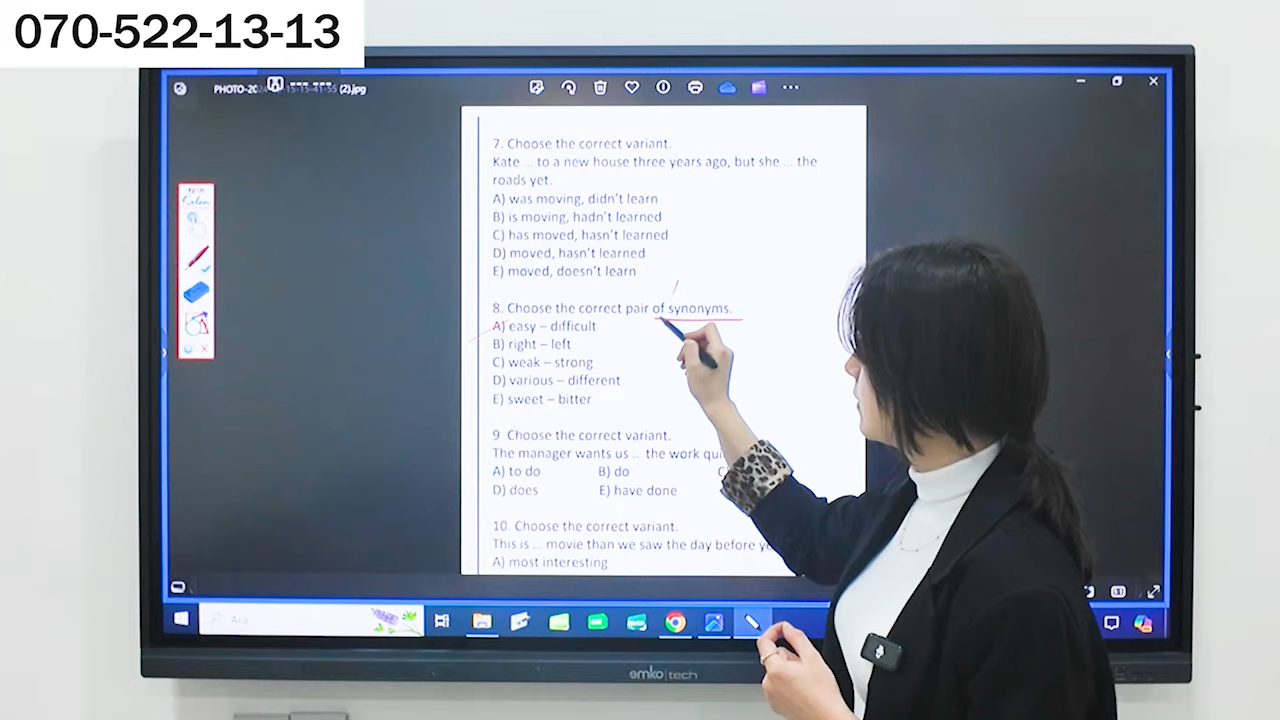 070-522-13-13
7. Choose the correct variant.
Kate ... to a new house three years ago, but she ... the
roads yet.
A) was moving, didn't learn
B) is moving, hadn't learned
C) has moved, hasn't learned
D) moved, hasn't learned
E) moved, doesn't learn
8. Choose the correct pair of synonyms.
A) easy – difficult
B) right – left
C) weak – strong
D) various – different
E) sweet – bitter
9 Choose the correct variant.
The manager wants us .. the work
A) to do B) do
D) does E) have done
10. Choose the correct variant.
This is ... movie than we saw the day before
A) most interesting
Ara
emko | tech